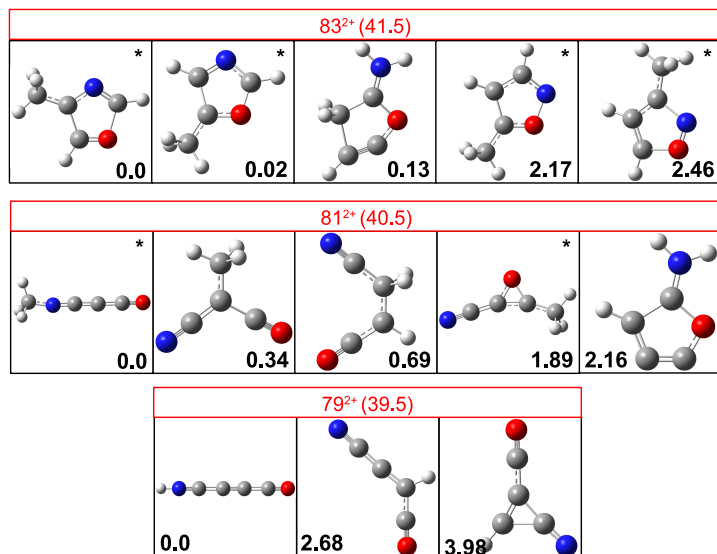 83²⁺ (41.5)
* * * *
0.0 0.02 0.13 2.17 2.46
81²⁺ (40.5)
* *
0.0 0.34 0.69 1.89 2.16
79²⁺ (39.5)
0.0 2.68 3.98